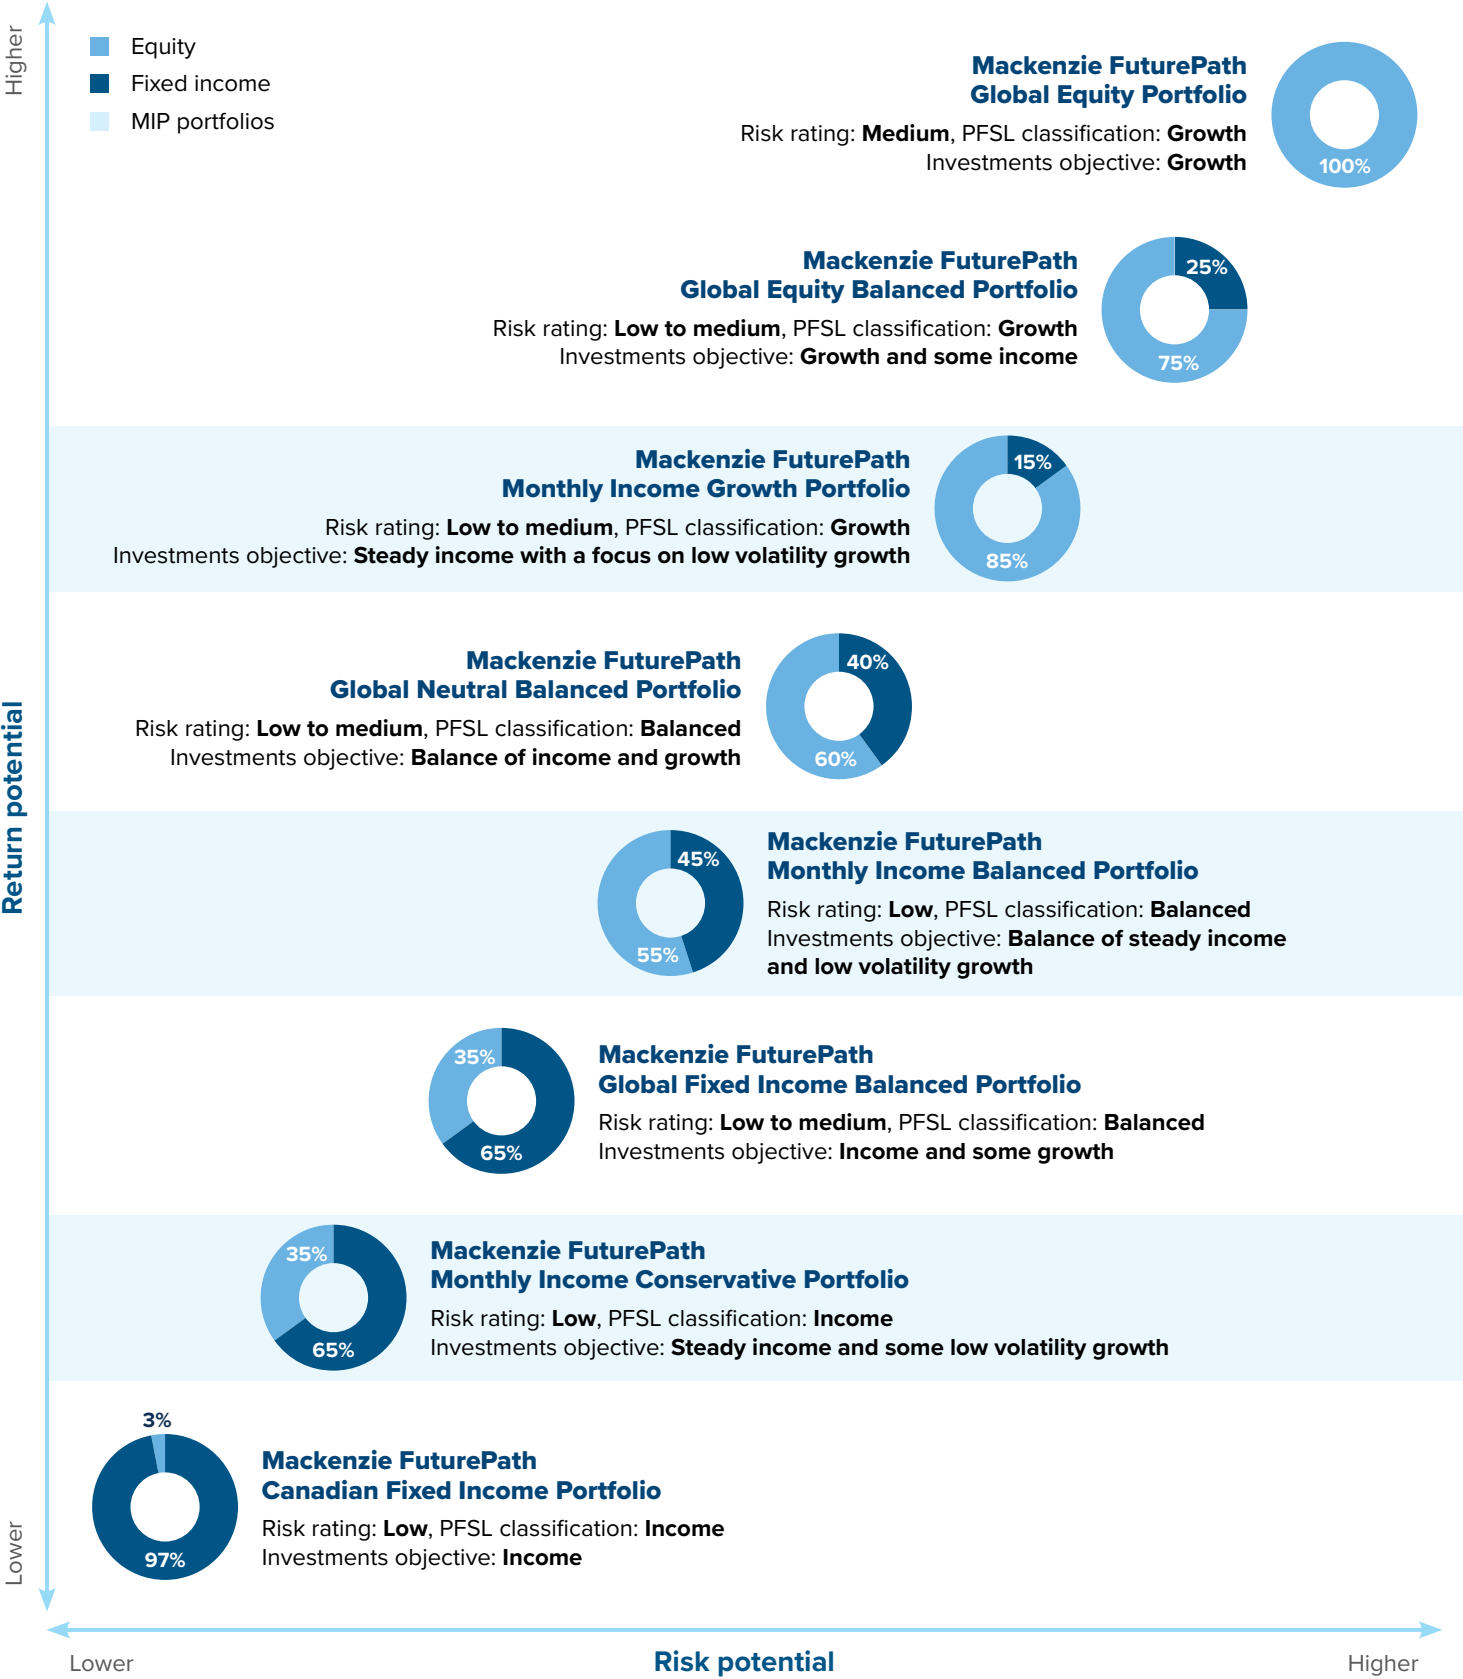 Higher
Equity
Fixed income
MIP portfolios
Mackenzie FuturePath
Global Equity Portfolio
Risk rating: Medium, PFSL classification: Growth
Investments objective: Growth
100%
Mackenzie FuturePath
Global Equity Balanced Portfolio
Risk rating: Low to medium, PFSL classification: Growth
Investments objective: Growth and some income
25%
75%
Mackenzie FuturePath
Monthly Income Growth Portfolio
Risk rating: Low to medium, PFSL classification: Growth
Investments objective: Steady income with a focus on low volatility growth
15%
85%
Mackenzie FuturePath
Global Neutral Balanced Portfolio
Risk rating: Low to medium, PFSL classification: Balanced
Investments objective: Balance of income and growth
40%
60%
Return potential
45%
55%
Mackenzie FuturePath
Monthly Income Balanced Portfolio
Risk rating: Low, PFSL classification: Balanced
Investments objective: Balance of steady income
and low volatility growth
35%
65%
Mackenzie FuturePath
Global Fixed Income Balanced Portfolio
Risk rating: Low to medium, PFSL classification: Balanced
Investments objective: Income and some growth
35%
65%
Mackenzie FuturePath
Monthly Income Conservative Portfolio
Risk rating: Low, PFSL classification: Income
Investments objective: Steady income and some low volatility growth
3%
97%
Mackenzie FuturePath
Canadian Fixed Income Portfolio
Risk rating: Low, PFSL classification: Income
Investments objective: Income
Lower
Lower
Risk potential
Higher